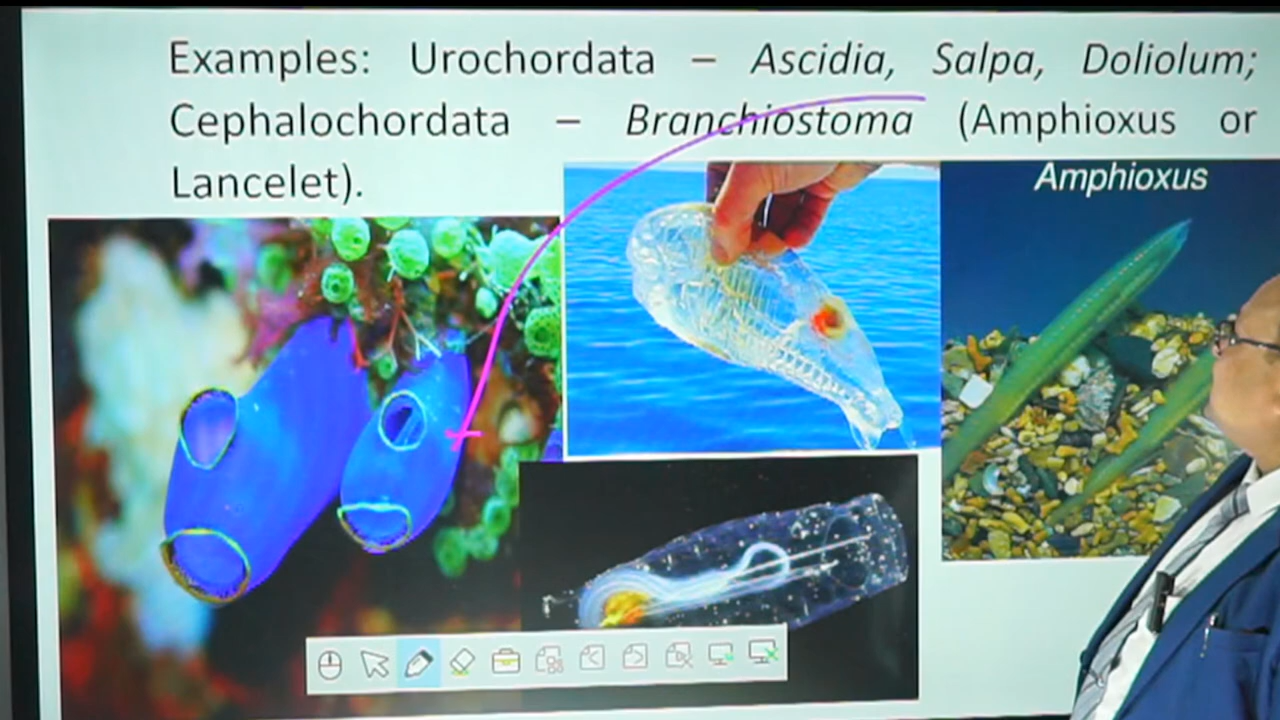 Examples: Urochordata – Ascidia, Salpa, Doliolum;
Cephalochordata – Branchiostoma (Amphioxus or
Lancelet).
Amphioxus